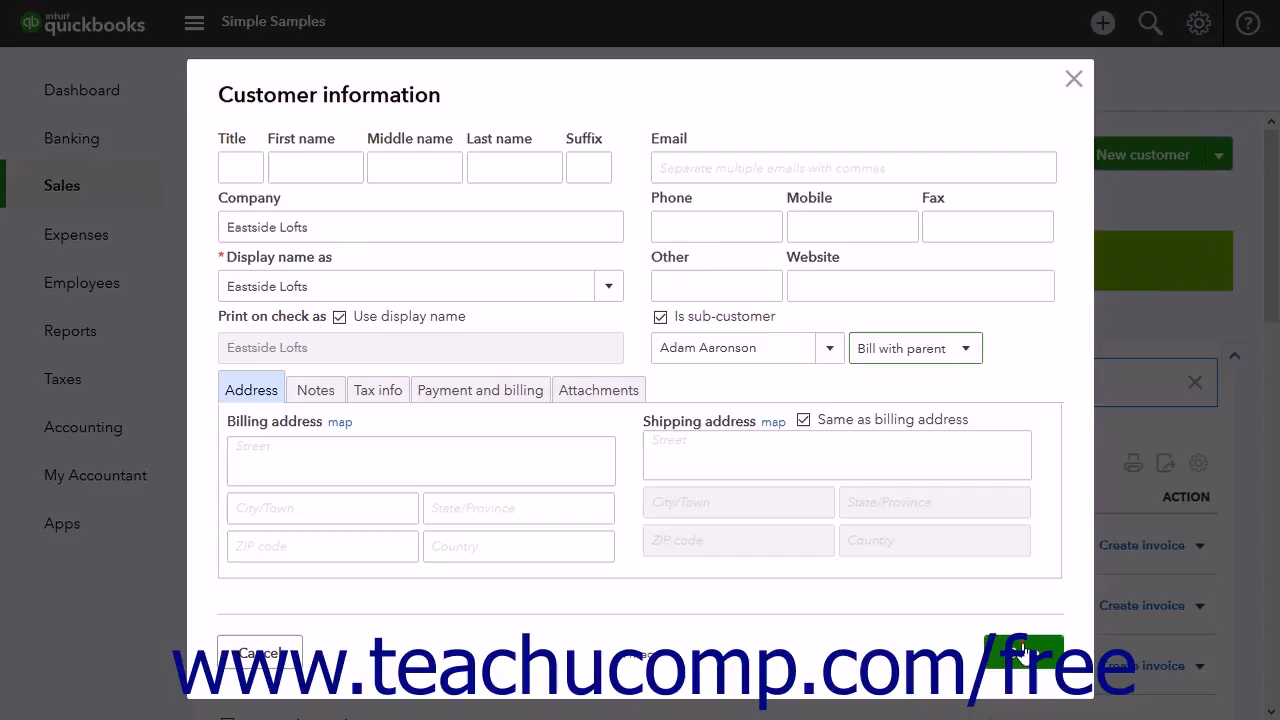 intuit
quickbooks
Simple Samples
Dashboard
Banking
Sales
Expenses
Employees
Reports
Taxes
Accounting
My Accountant
Apps
New customer
Customer information
Title First name Middle name Last name Suffix Email
Separate multiple emails with commas
Company Phone Mobile Fax
Eastside Lofts
* Display name as Other Website
Eastside Lofts
Print on check as Use display name Is sub-customer
Eastside Lofts Adam Aaronson Bill with parent
Address Notes Tax info Payment and billing Attachments
Billing address map Shipping address map Same as billing address
Street Street
City/Town State/Province City/Town State/Province
ZIP code Country ZIP code Country
ACTION
Create invoice
Create invoice
Create invoice
Cancel
www.teachucomp.com/free